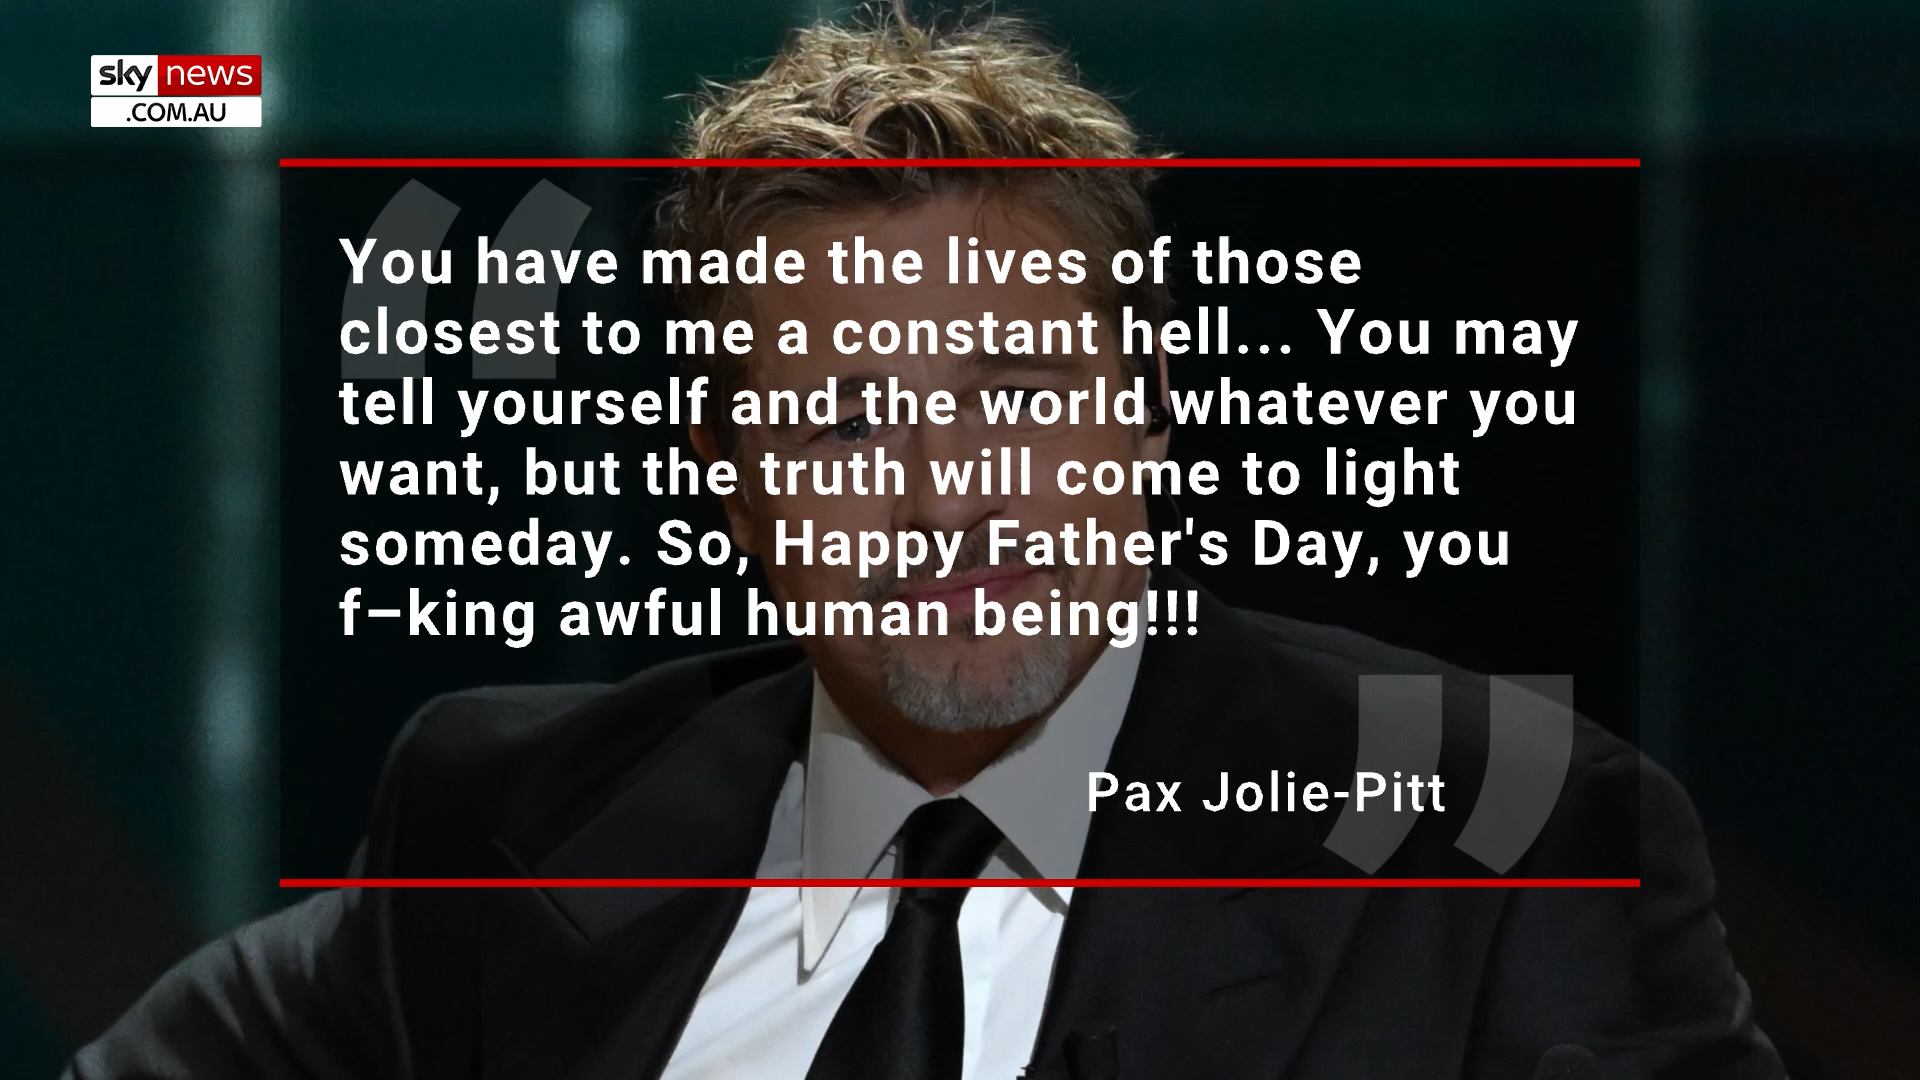 sky news
.COM.AU
You have made the lives of those
closest to me a constant hell... You may
tell yourself and the world whatever you
want, but the truth will come to light
someday. So, Happy Father's Day, you
f–king awful human being!!!
Pax Jolie-Pitt